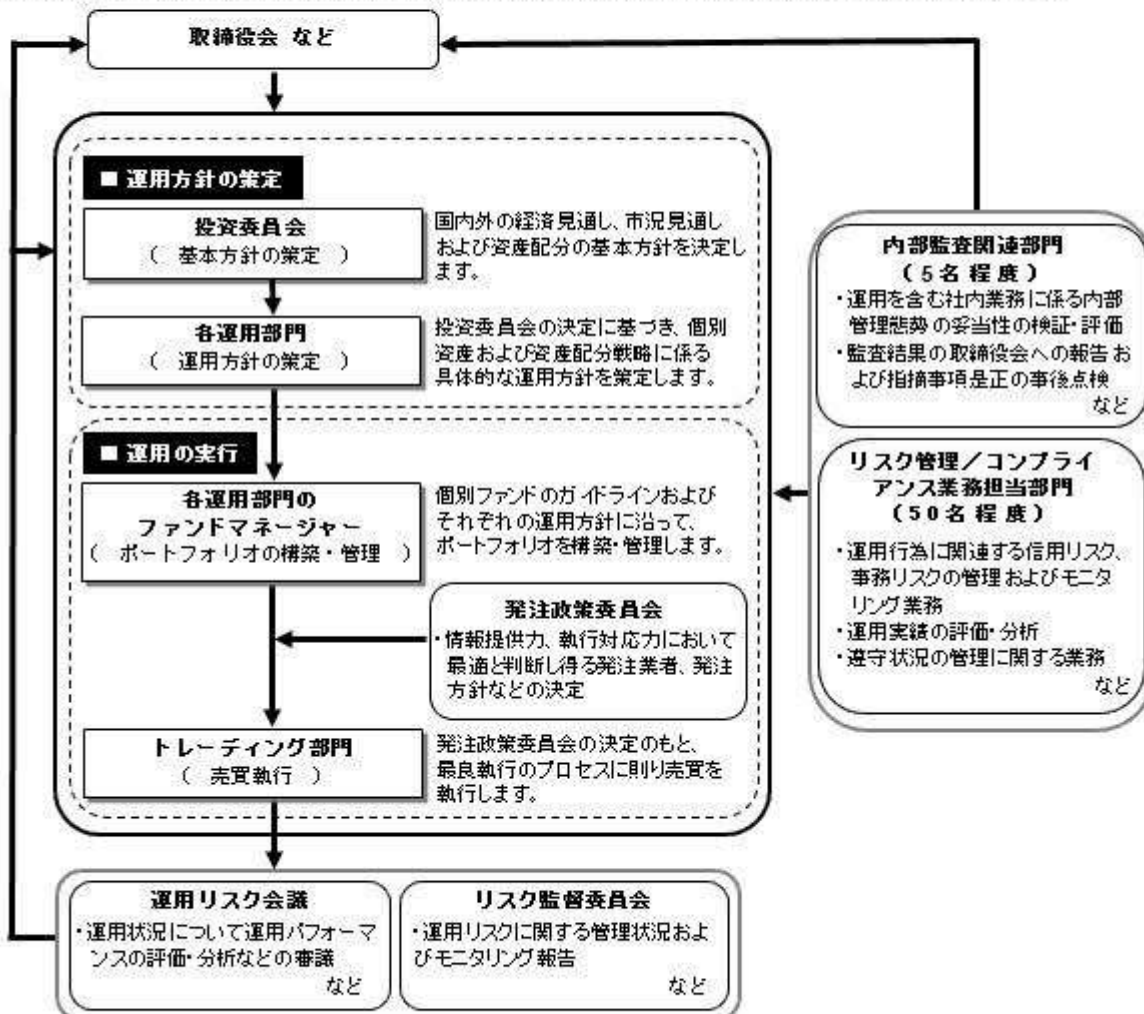 取締役会 など
■ 運用方針の策定
投資委員会
( 基本方針の策定 )
国内外の経済見通し、市況見通し
および資産配分の基本方針を決定し
ます。
各運用部門
( 運用方針の策定 )
投資委員会の決定に基づき、個別
資産および資産配分戦略に係る
具体的な運用方針を策定します。
■ 運用の実行
各運用部門の
ファンドマネージャー
( ポートフォリオの構築・管理 )
個別ファンドのガイドラインおよび
それぞれの運用方針に沿って、
ポートフォリオを構築・管理します。
発注政策委員会
・情報提供力、執行対応力において
最適と判断し得る発注業者、発注
方針などの決定
トレーディング部門
( 売買執行 )
発注政策委員会の決定のもと、
最良執行のプロセスに則り売買を
執行します。
内部監査関連部門
(5名程度)
・運用を含む社内業務に係る内部
管理態勢の妥当性の検証・評価
・監査結果の取締役会への報告お
よび指摘事項是正の事後点検
など
リスク管理/コンプライ
アンス業務担当部門
(50名程度)
・運用行為に関連する信用リスク、
事務リスクの管理およびモニタ
リング業務
・運用実績の評価・分析
・遵守状況の管理に関する業務
など
運用リスク会議
・運用状況について運用パフォーマ
ンスの評価・分析などの審議
など
リスク監督委員会
・運用リスクに関する管理状況およ
びモニタリング報告
など